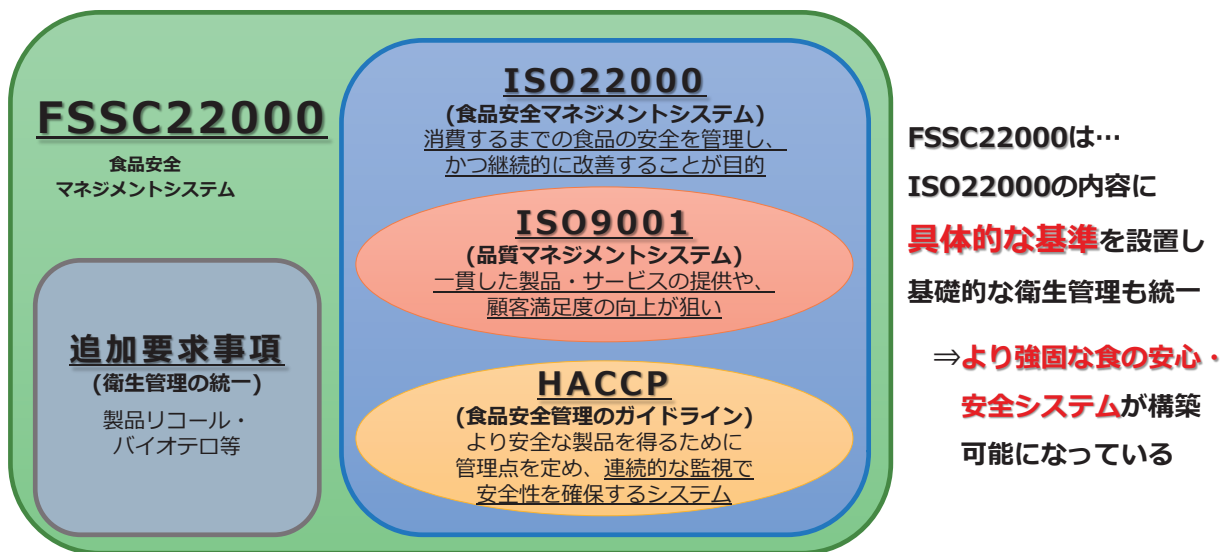 FSSC22000
食品安全
マネジメントシステム
追加要求事項
(衛生管理の統一)
製品リコール・
バイオテロ等
ISO22000
(食品安全マネジメントシステム)
消費するまでの食品の安全を管理し、
かつ継続的に改善することが目的
ISO9001
(品質マネジメントシステム)
一貫した製品・サービスの提供や、
顧客満足度の向上が狙い
HACCP
(食品安全管理のガイドライン)
より安全な製品を得るために
管理点を定め、連続的な監視で
安全性を確保するシステム
FSSC22000は…
ISO22000の内容に
具体的な基準を設置し
基礎的な衛生管理も統一
⇒より強固な食の安心・
安全システムが構築
可能になっている